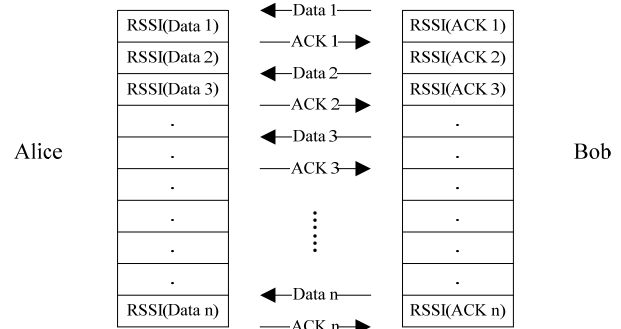 RSSI(Data 1)
RSSI(Data 2)
RSSI(Data 3)
.
.
.
.
.
.
RSSI(Data n)
Alice
Data 1
ACK 1
Data 2
ACK 2
Data 3
ACK 3
Data n
ACK n
RSSI(ACK 1)
RSSI(ACK 2)
RSSI(ACK 3)
.
.
.
.
.
.
RSSI(ACK n)
Bob